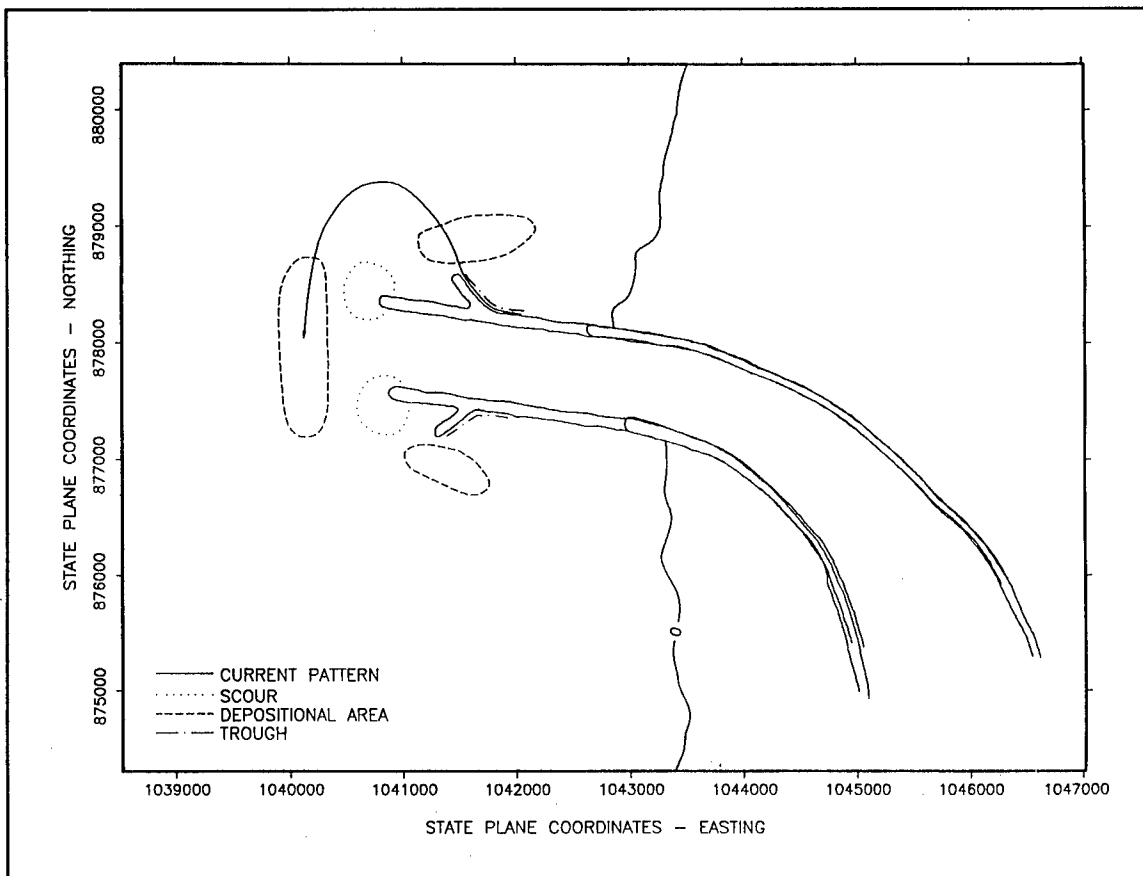 STATE PLANE COORDINATES – NORTHING
880000
879000
878000
877000
876000
875000
0
CURRENT PATTERN
SCOUR
DEPOSITIONAL AREA
TROUGH
1039000 1040000 1041000 1042000 1043000 1044000 1045000 1046000 1047000
STATE PLANE COORDINATES – EASTING